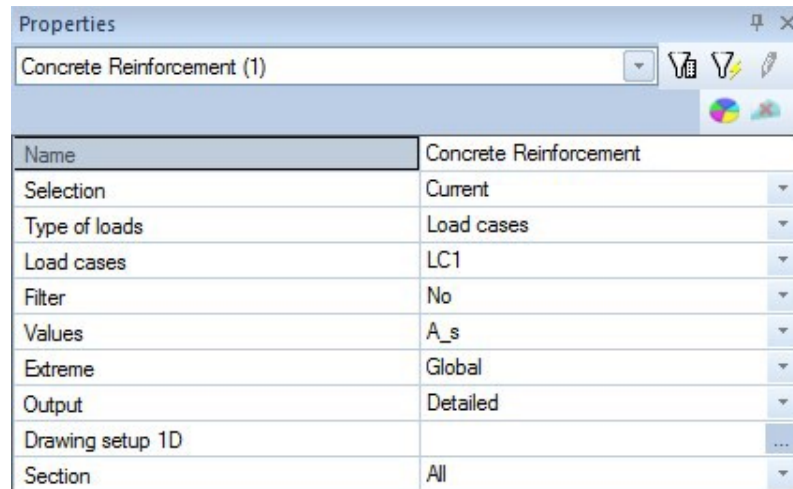 Properties
Concrete Reinforcement (1)
Name Concrete Reinforcement
Selection Current
Type of loads Load cases
Load cases LC1
Filter No
Values A_s
Extreme Global
Output Detailed
Drawing setup 1D ...
Section All